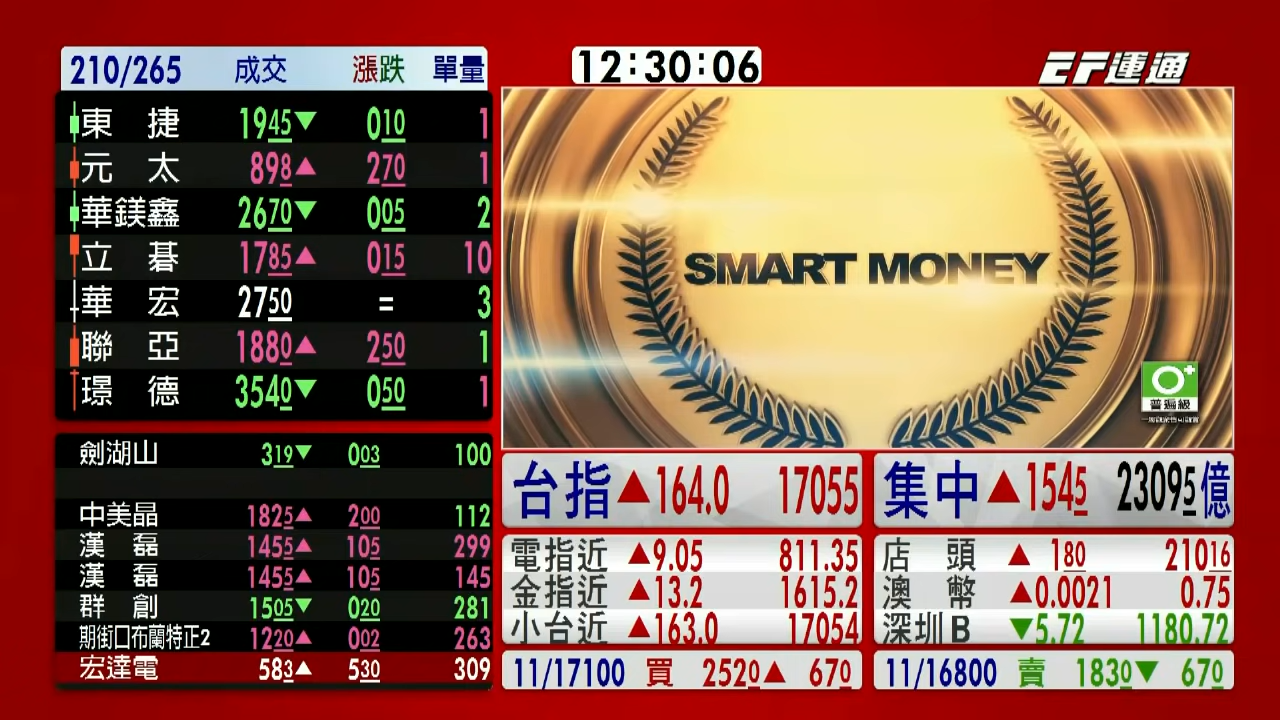 210/265 成交 漲跌 單量
12:30:06
EF運通
東捷 1945▼ 010 1
元太 898▲ 270 1
華鎂鑫 2670▼ 005 2
立碁 1785▲ 015 10
華宏 2750 = 3
聯亞 1880▲ 250 1
璟德 3540▼ 050 1
SMART MONEY
普遍級
劍湖山 319▼ 003 100
中美晶 1825▲ 200 112
漢磊 1455▲ 105 299
漢磊 1455▲ 105 145
群創 1505▼ 020 281
期街口布蘭特正2 1220▲ 002 263
宏達電 583▲ 530 309
台指▲164.0 17055
集中▲1545 23095億
電指近 ▲9.05 811.35
金指近 ▲13.2 1615.2
小台近 ▲163.0 17054
店頭 ▲ 180 21016
澳幣 ▲0.0021 0.75
深圳B ▼5.72 1180.72
11/17100 買 2520▲ 670
11/16800 賣 1830▼ 670